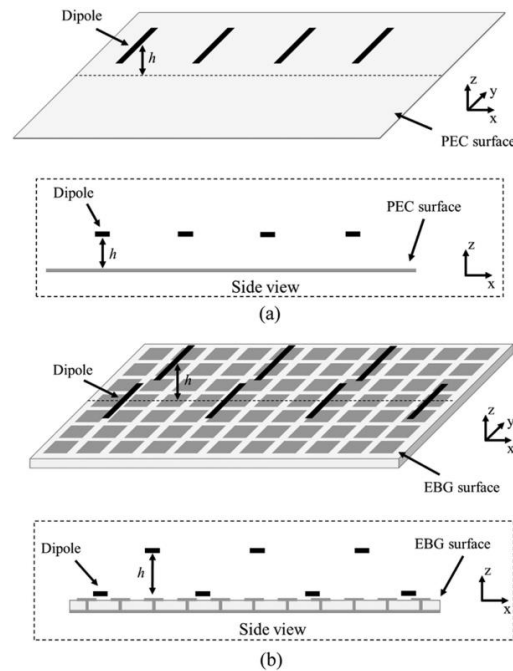 Dipole
h
z
y
x
PEC surface
Dipole
PEC surface
h
z
x
Side view
(a)
Dipole
h
z
y
x
EBG surface
Dipole
EBG surface
h
z
x
Side view
(b)